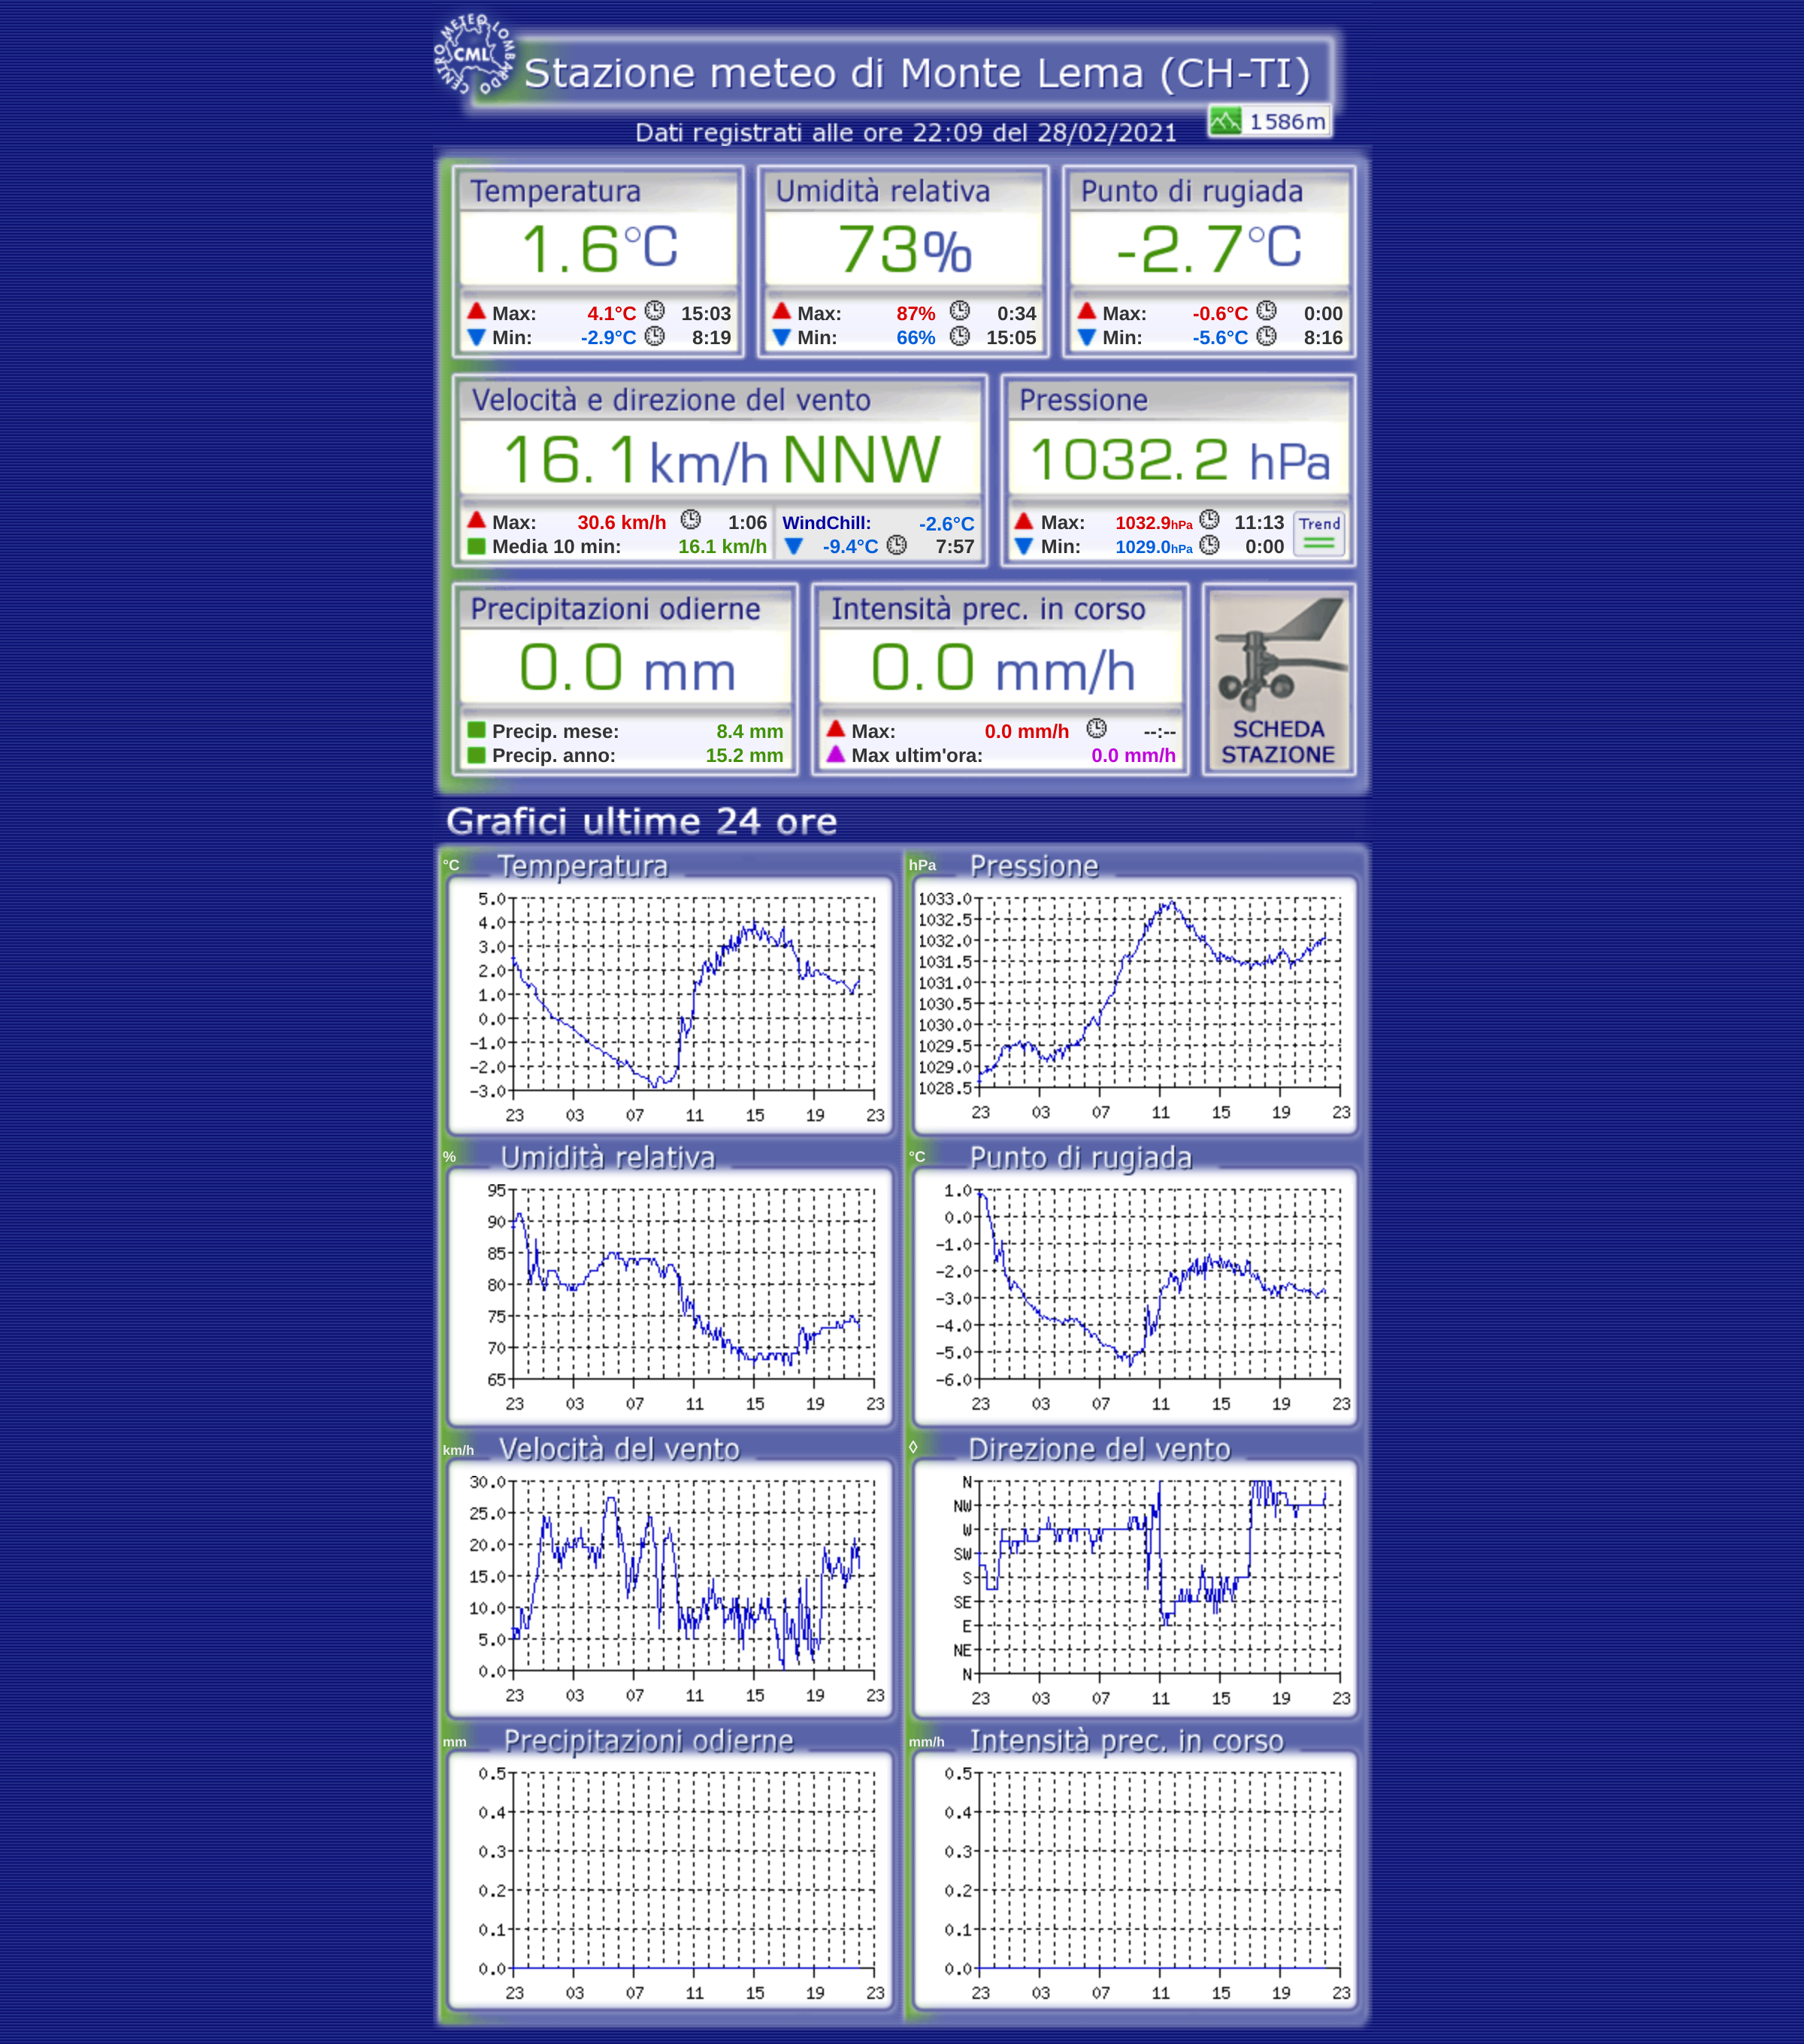 CENTRO METEO LOMBARDO
CML
Stazione meteo di Monte Lema (CH-TI)
1586m
Dati registrati alle ore 22:09 del 28/02/2021
Temperatura
1.6°C
Max: 4.1°C 15:03
Min: -2.9°C 8:19
Umidità relativa
73%
Max: 87% 0:34
Min: 66% 15:05
Punto di rugiada
-2.7°C
Max: -0.6°C 0:00
Min: -5.6°C 8:16
Velocità e direzione del vento
16.1 km/h NNW
Max: 30.6 km/h 1:06
Media 10 min: 16.1 km/h
WindChill: -2.6°C
-9.4°C 7:57
Pressione
1032.2 hPa
Max: 1032.9hPa 11:13
Min: 1029.0hPa 0:00
Trend
Precipitazioni odierne
0.0 mm
Precip. mese: 8.4 mm
Precip. anno: 15.2 mm
Intensità prec. in corso
0.0 mm/h
Max: 0.0 mm/h --:--
Max ultim'ora: 0.0 mm/h
SCHEDA
STAZIONE
Grafici ultime 24 ore
°C Temperatura
5.0
4.0
3.0
2.0
1.0
0.0
-1.0
-2.0
-3.0
23 03 07 11 15 19 23
hPa Pressione
1033.0
1032.5
1032.0
1031.5
1031.0
1030.5
1030.0
1029.5
1029.0
1028.5
23 03 07 11 15 19 23
% Umidità relativa
95
90
85
80
75
70
65
23 03 07 11 15 19 23
°C Punto di rugiada
1.0
0.0
-1.0
-2.0
-3.0
-4.0
-5.0
-6.0
23 03 07 11 15 19 23
km/h Velocità del vento
30.0
25.0
20.0
15.0
10.0
5.0
0.0
23 03 07 11 15 19 23
◊ Direzione del vento
N
NW
W
SW
S
SE
E
NE
N
23 03 07 11 15 19 23
mm Precipitazioni odierne
0.5
0.4
0.3
0.2
0.1
0.0
23 03 07 11 15 19 23
mm/h Intensità prec. in corso
0.5
0.4
0.3
0.2
0.1
0.0
23 03 07 11 15 19 23